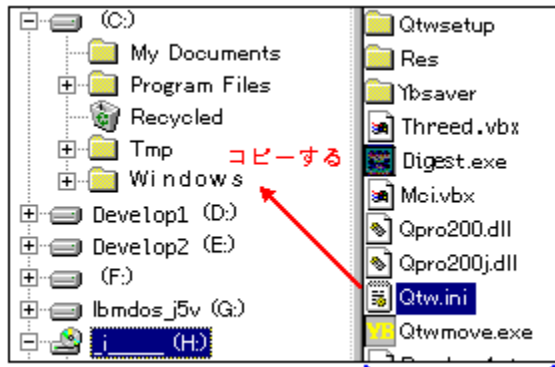 (C:)
My Documents
Program Files
Recycled
Tmp
Windows
Develop1 (D:)
Develop2 (E:)
(F:)
Ibmdos_j5v (G:)
(H:)
コピーする
Qtwsetup
Res
Ybsaver
Threed.vbx
Digest.exe
Mci.vbx
Qpro200.dll
Qpro200j.dll
Qtw.ini
Qtwmove.exe